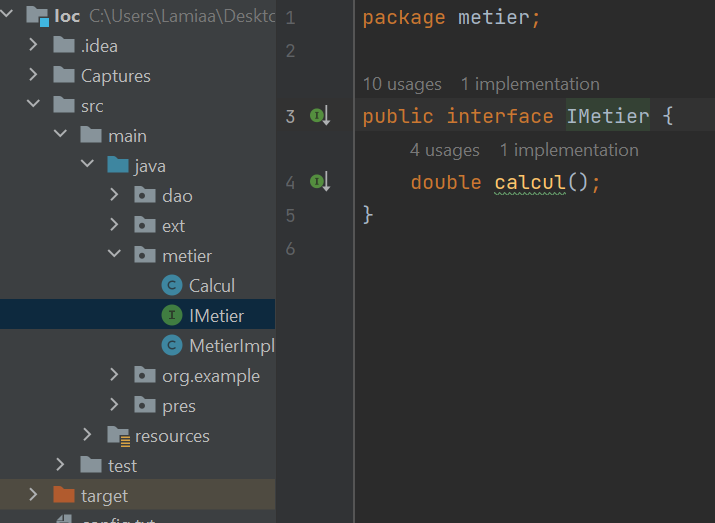 Ioc C:\Users\Lamiaa\Deskto
.idea
Captures
src
main
java
dao
ext
metier
Calcul
IMetier
MetierImpl
org.example
pres
resources
test
target
config.txt
1 package metier;
2
10 usages 1 implementation
3 public interface IMetier {
4 usages 1 implementation
4 double calcul();
5 }
6